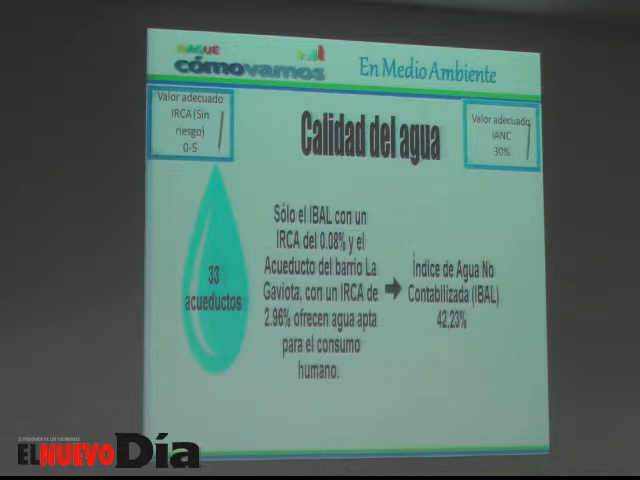 IBAGUÉ
cómovamos
En Medio Ambiente
Valor adecuado
IRCA (Sin
riesgo)
0-5
Calidad del agua
Valor adecuado
IANC
30%
33
acueductos
Sólo el IBAL con un
IRCA del 0.08% y el
Acueducto del barrio La
Gaviota, con un IRCA de
2.96% ofrecen agua apta
para el consumo
humano.
Índice de Agua No
Contabilizada (IBAL)
42,23%
EL NUEVO Día